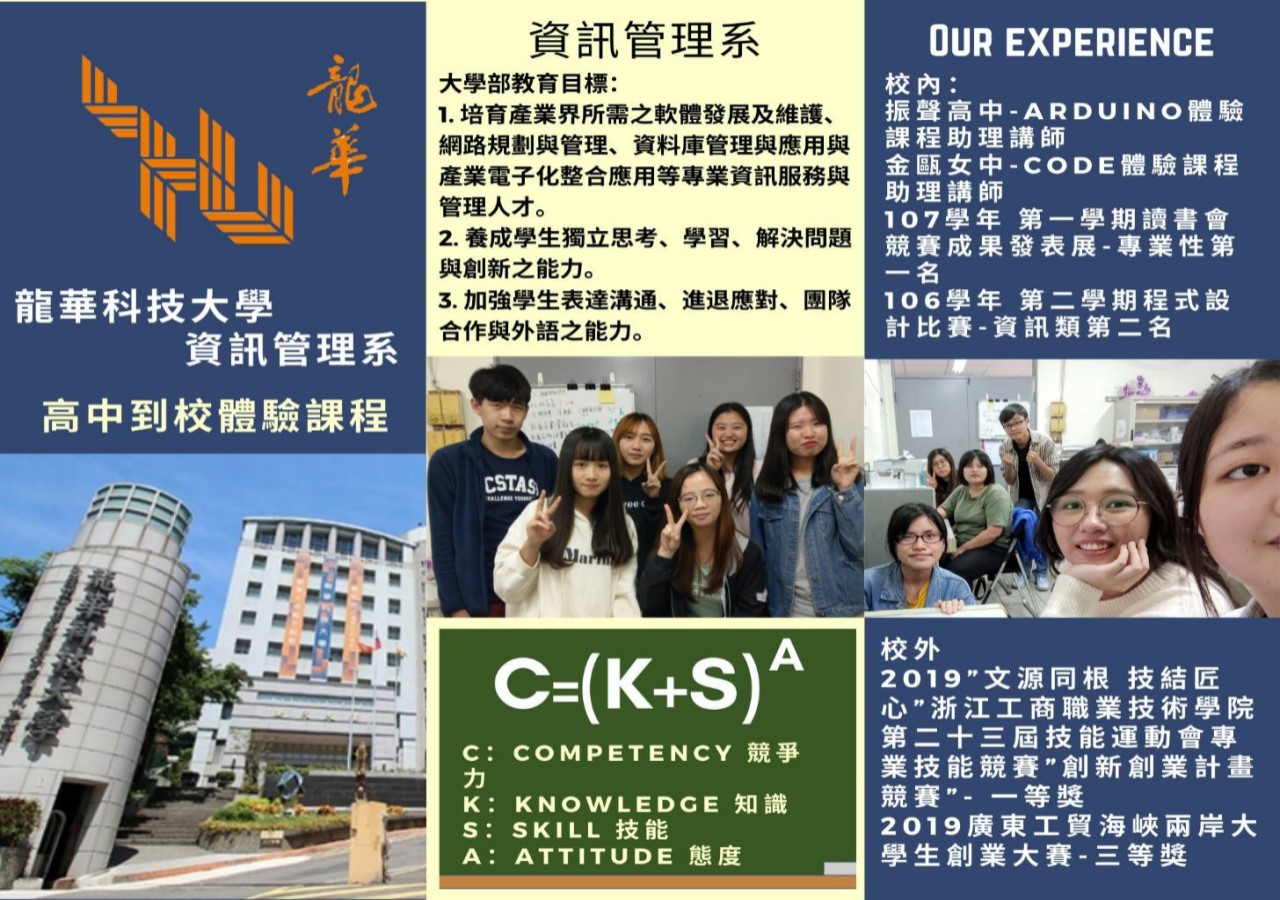 龍
華
龍華科技大學
資訊管理系
高中到校體驗課程
龍華科技大學
資訊管理系
大學部教育目標:
1. 培育產業界所需之軟體發展及維護、
網路規劃與管理、資料庫管理與應用與
產業電子化整合應用等專業資訊服務與
管理人才。
2. 養成學生獨立思考、學習、解決問題
與創新之能力。
3. 加強學生表達溝通、進退應對、團隊
合作與外語之能力。
CSTAS
C=(K+S)A
C: COMPETENCY 競爭
力
K: KNOWLEDGE 知識
S: SKILL 技能
A: ATTITUDE 態度
OUR EXPERIENCE
校內:
振聲高中-ARDUINO體驗
課程助理講師
金甌女中-CODE體驗課程
助理講師
107學年 第一學期讀書會
競賽成果發表展-專業性第
一名
106學年 第二學期程式設
計比賽-資訊類第二名
校外
2019”文源同根 技結匠
心”浙江工商職業技術學院
第二十三屆技能運動會專
業技能競賽”創新創業計畫
競賽”- 一等獎
2019廣東工貿海峽兩岸大
學生創業大賽-三等獎